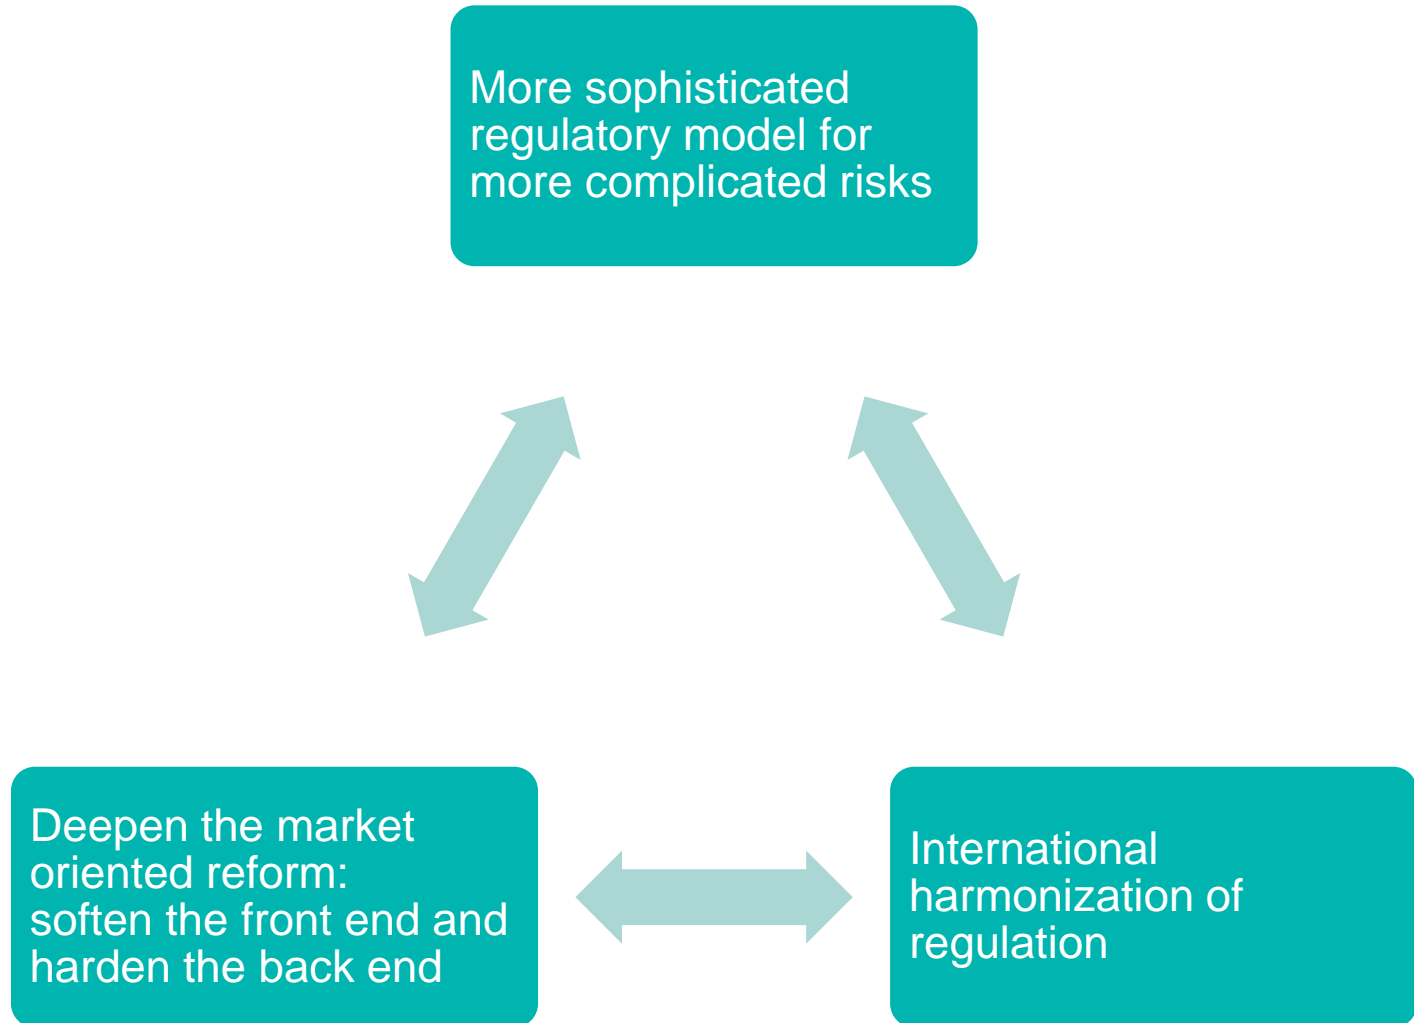 More sophisticated
regulatory model for
more complicated risks
Deepen the market
oriented reform:
soften the front end and
harden the back end
International
harmonization of
regulation